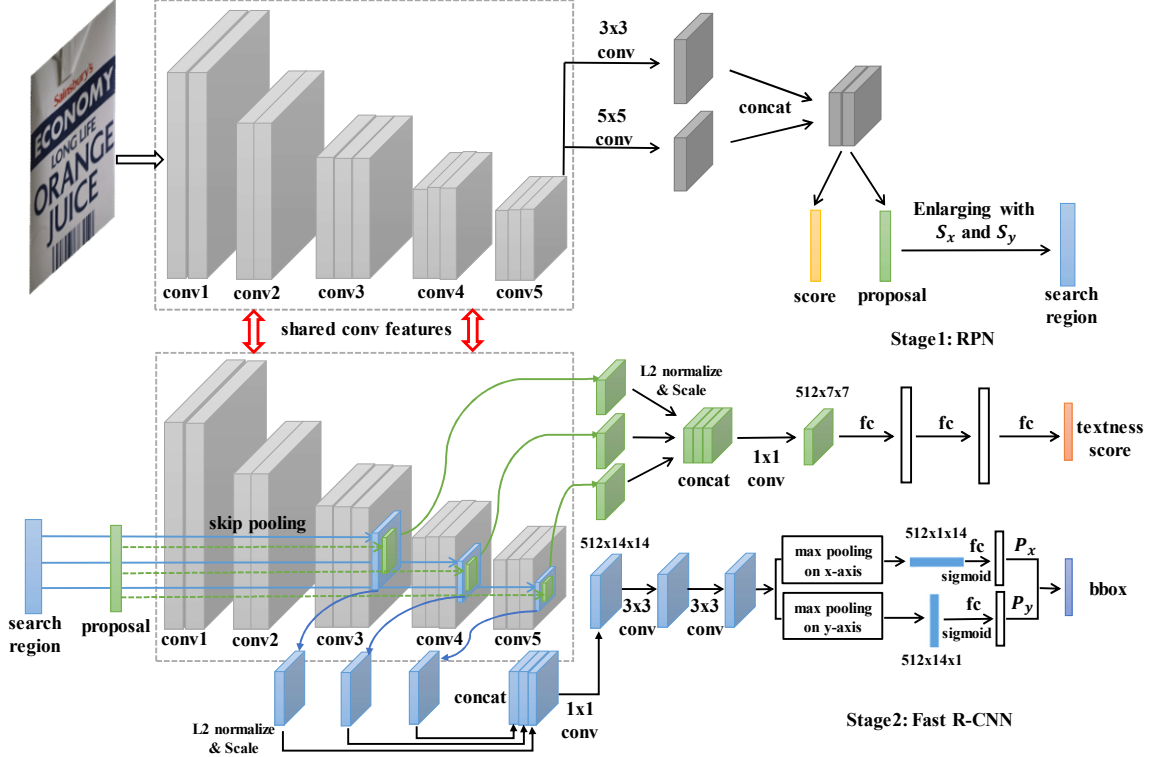 Sainsbury's
ECONOMY
LONG LIFE
ORANGE
JUICE
conv1
conv2
conv3
conv4
conv5
3x3
conv
5x5
conv
concat
score
proposal
Enlarging with
S_x and S_y
search
region
Stage1: RPN
shared conv features
search
region
proposal
skip pooling
conv1
conv2
conv3
conv4
conv5
L2 normalize
& Scale
concat
1x1
conv
512x7x7
fc
fc
fc
textness
score
L2 normalize
& Scale
concat
1x1
conv
512x14x14
3x3
conv
3x3
conv
max pooling
on x-axis
max pooling
on y-axis
512x1x14
fc
sigmoid
P_x
512x14x1
fc
sigmoid
P_y
bbox
Stage2: Fast R-CNN